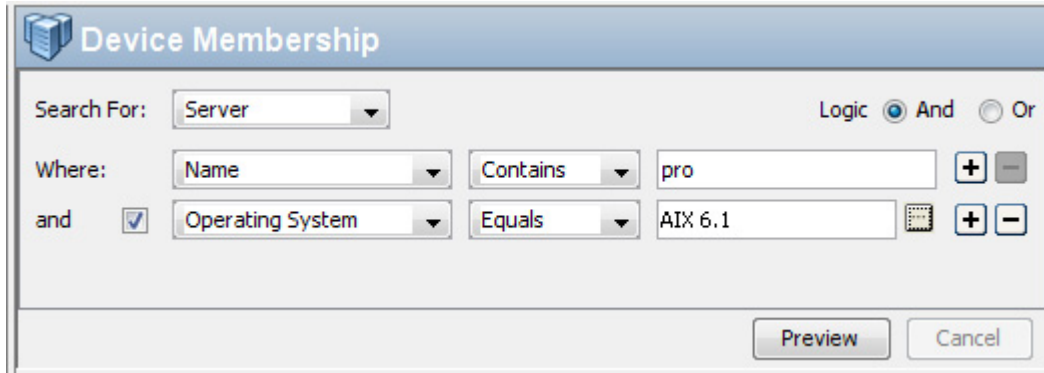 Device Membership
Search For: Server Logic And Or
Where: Name Contains pro + -
and Operating System Equals AIX 6.1 ... + -
Preview Cancel